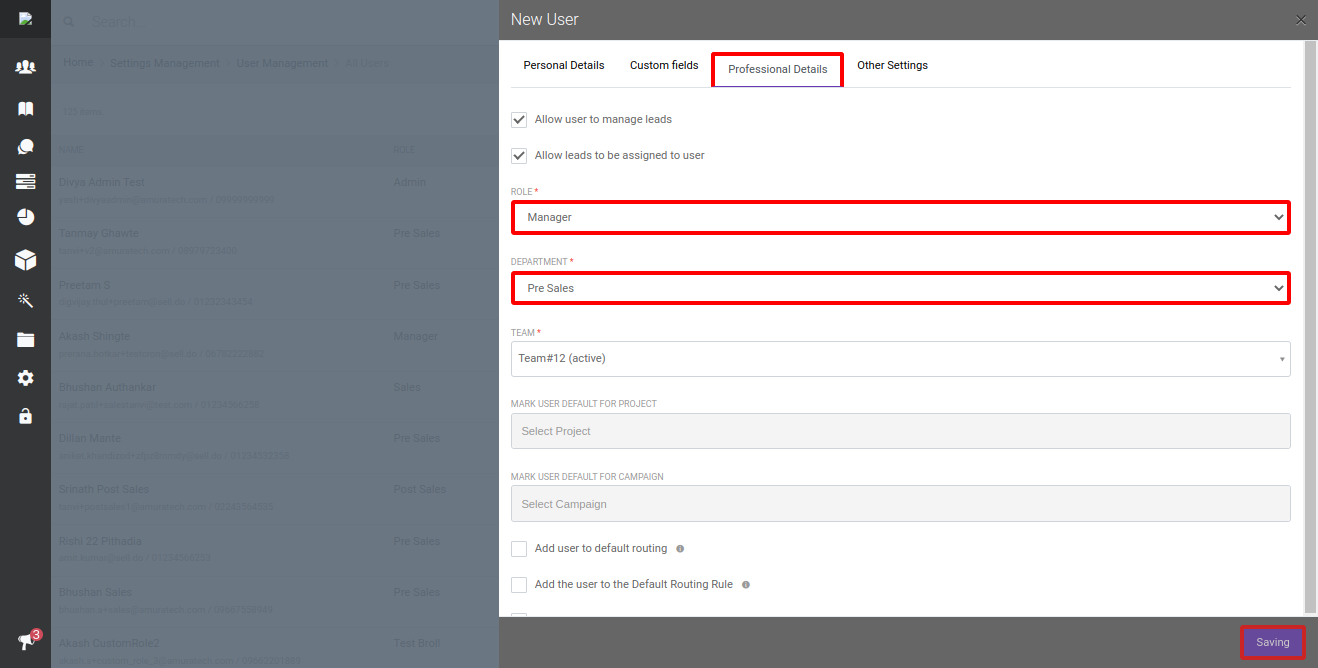 Search...
New User
Home
Settings Management
User Management
All Users
Personal Details
Custom fields
Professional Details
Other Settings
125 Items
NAME
ROLE
Allow user to manage leads
Allow leads to be assigned to user
Divya Admin Test
Admin
Tanmay Ghawte
Pre Sales
Preetam S
Pre Sales
Akash Shingte
Manager
Bhushan Authankar
Sales
Pre Sales
Srinath Post Sales
Post Sales
Rishi 22 Pithadia
Pre Sales
Bhushan Sales
Pre Sales
Akash CustomRole2
Test Broll
ROLE *
Manager
DEPARTMENT *
Pre Sales
TEAM *
Team#12 (active)
MARK USER DEFAULT FOR PROJECT
Select Project
MARK USER DEFAULT FOR CAMPAIGN
Select Campaign
Add user to default routing
Add the user to the Default Routing Rule
3
Saving